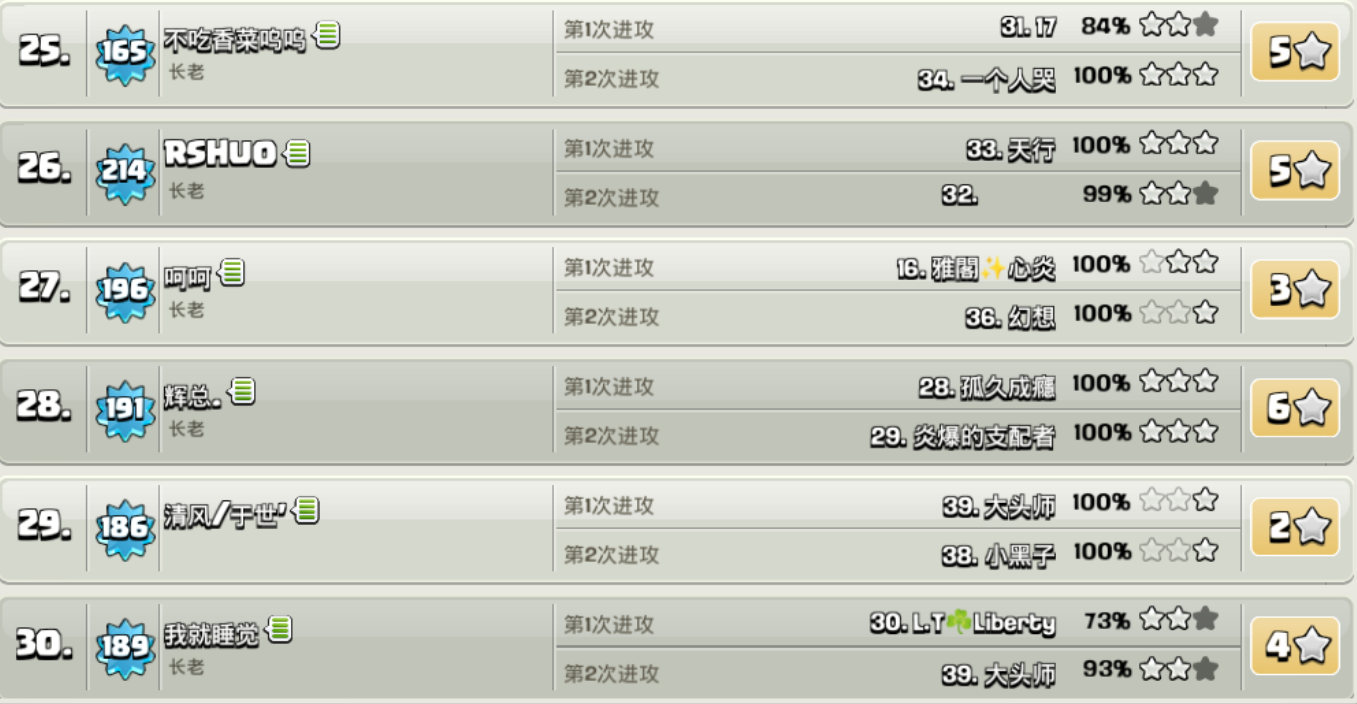 25. 165 不吃香菜呜呜 第1次进攻 31. 17 84% 5
长老 第2次进攻 34. 一个人哭 100%
26. 214 RSHUO 第1次进攻 33. 天行 100% 5
长老 第2次进攻 32. 99%
27. 196 呵呵 第1次进攻 16. 雅閣✨心炎 100% 3
长老 第2次进攻 36. 幻想 100%
28. 191 辉总. 第1次进攻 28. 孤久成瘾 100% 6
长老 第2次进攻 29. 炎爆的支配者 100%
29. 186 清风/于世' 第1次进攻 39. 大头师 100% 2
第2次进攻 38. 小黑子 100%
30. 189 我就睡觉 第1次进攻 30. L.T☘Liberty 73% 4
长老 第2次进攻 39. 大头师 93%